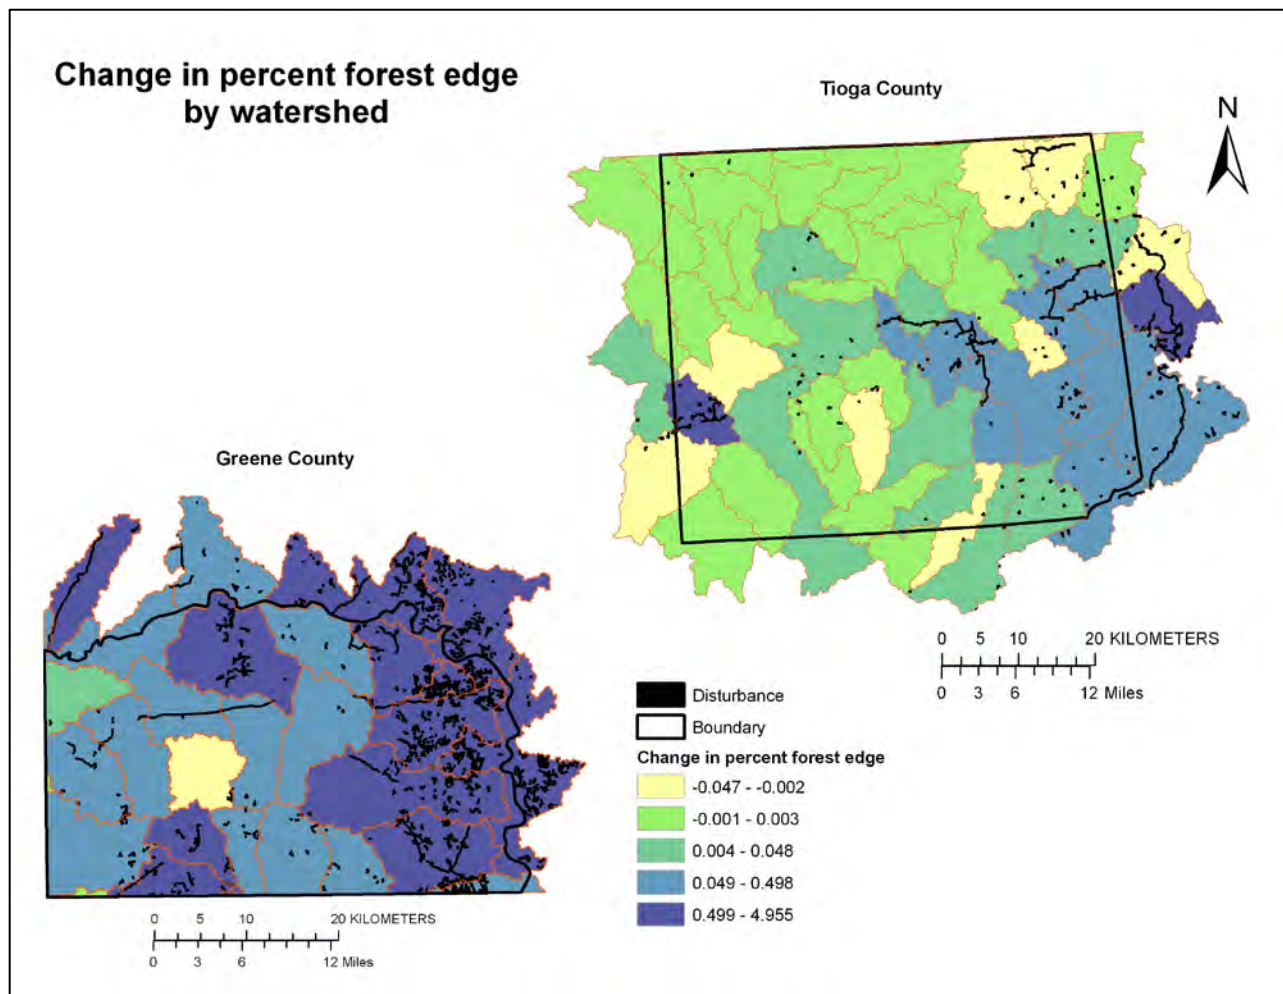 Change in percent forest edge
by watershed
Tioga County
N
Greene County
0 5 10 20 KILOMETERS
0 3 6 12 Miles
Disturbance
Boundary
Change in percent forest edge
-0.047 - -0.002
-0.001 - 0.003
0.004 - 0.048
0.049 - 0.498
0.499 - 4.955
0 5 10 20 KILOMETERS
0 3 6 12 Miles